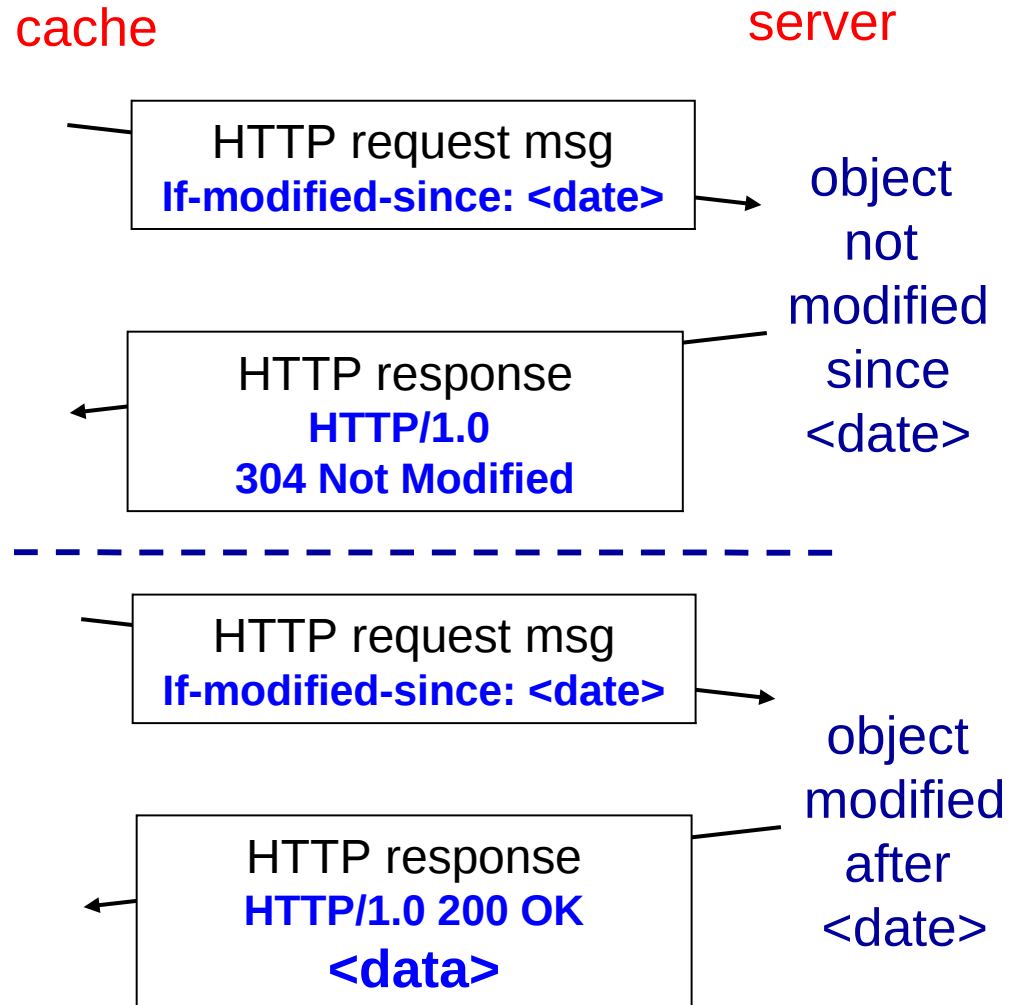 cache
server
HTTP request msg
If-modified-since: <date>
object
not
modified
since
<date>
HTTP response
HTTP/1.0
304 Not Modified
HTTP request msg
If-modified-since: <date>
object
modified
after
<date>
HTTP response
HTTP/1.0 200 OK
<data>